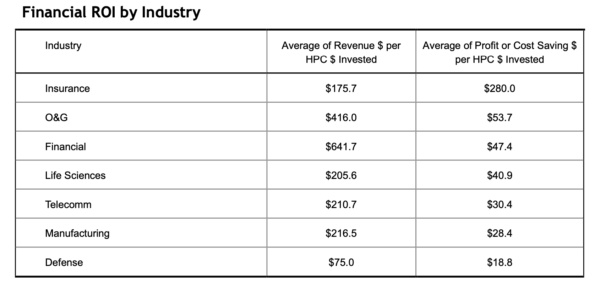 Financial ROI by Industry
Industry
Average of Revenue $ per
HPC $ Invested
Average of Profit or Cost Saving $
per HPC $ Invested
Insurance $175.7 $280.0
O&G $416.0 $53.7
Financial $641.7 $47.4
Life Sciences $205.6 $40.9
Telecomm $210.7 $30.4
Manufacturing $216.5 $28.4
Defense $75.0 $18.8